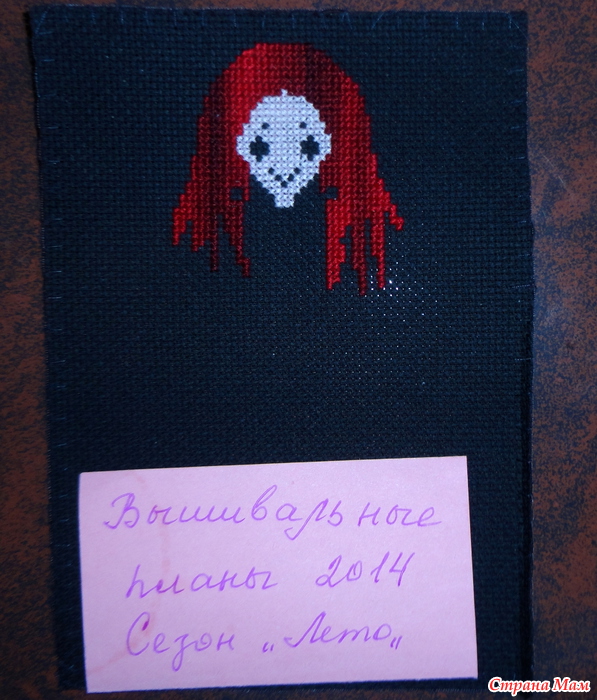 Вышивальные
планы 2014
Сезон „Лето„
Страна Мам